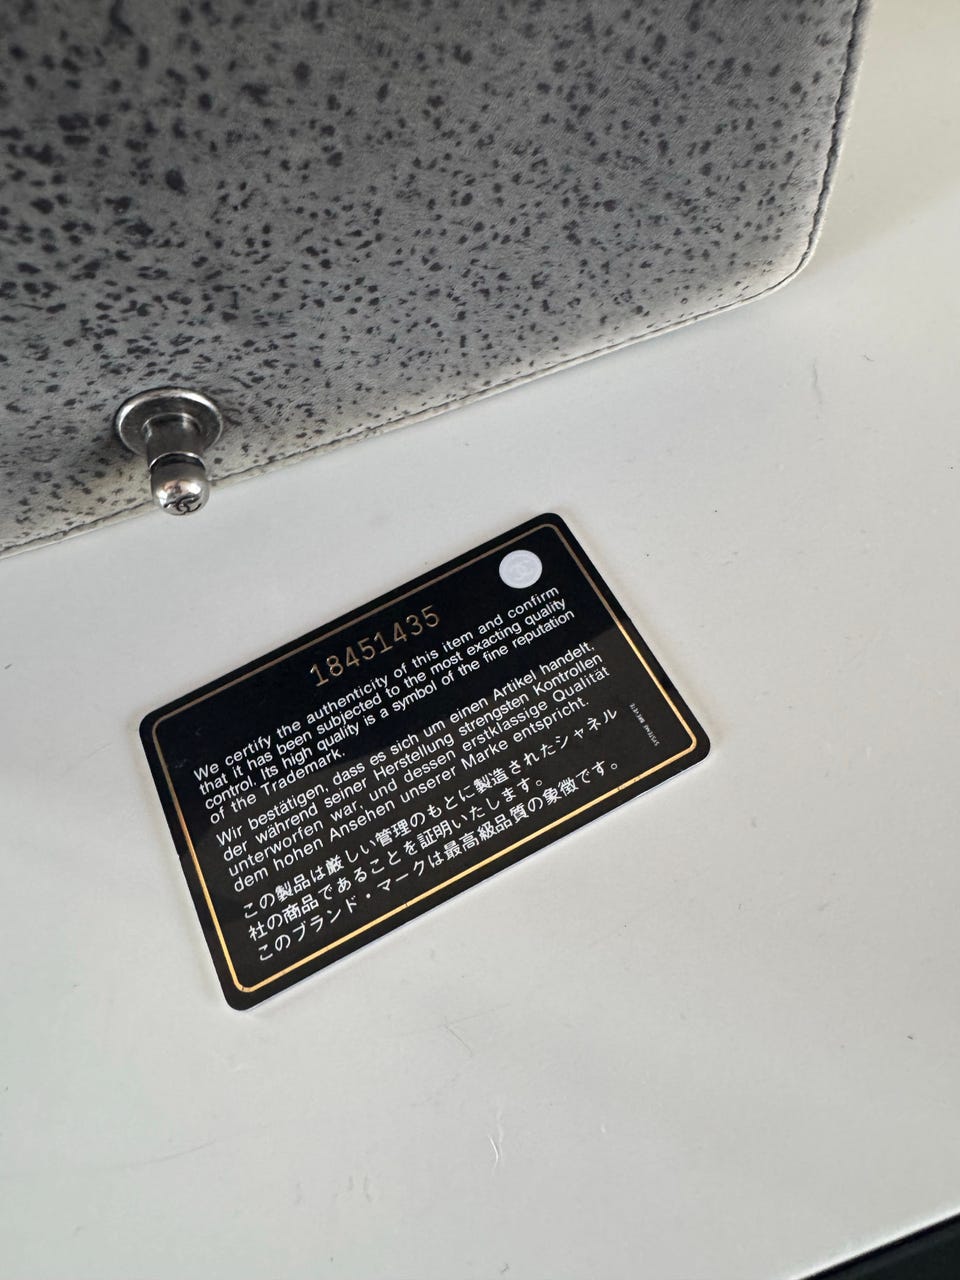 18451435
We certify the authenticity of this item and confirm
that it has been subjected to the most exacting quality
control. Its high quality is a symbol of the fine reputation
of the Trademark.
Wir bestätigen, dass es sich um einen Artikel handelt,
der während seiner Herstellung strengsten Kontrollen
unterworfen war, und dessen erstklassige Qualität
dem hohen Ansehen unserer Marke entspricht.
この製品は厳しい管理のもとに製造されたシャネル
社の商品であることを証明いたします。
このブランド・マークは最高級品質の象徴です。